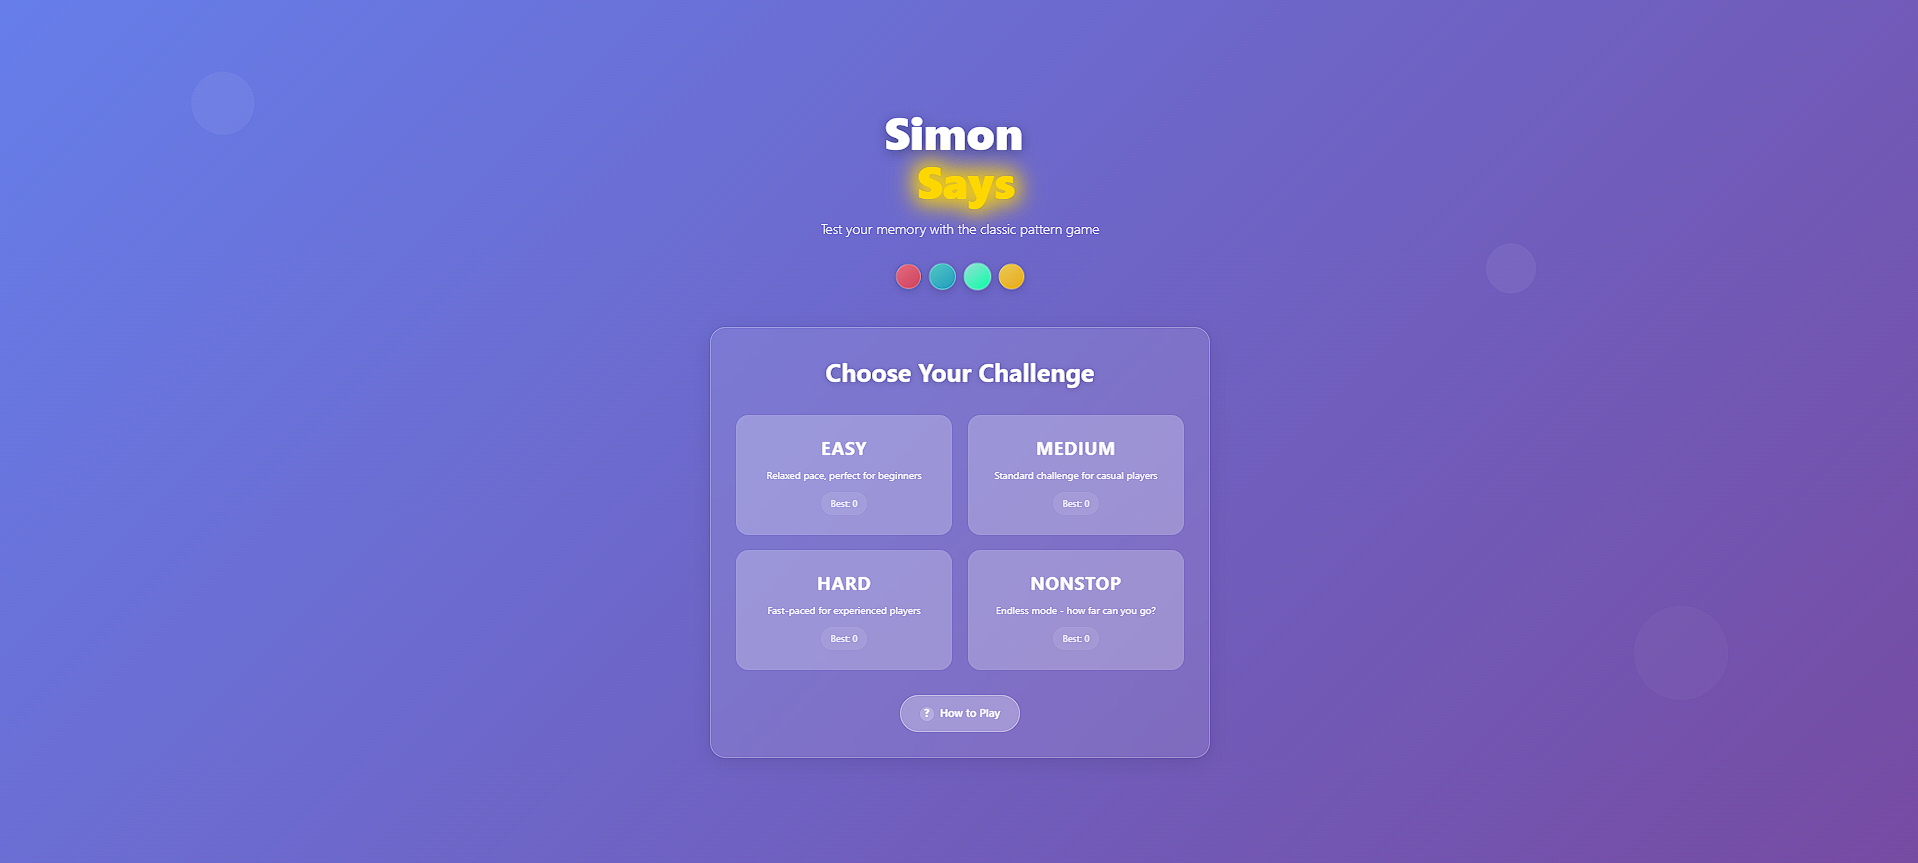 Simon
Says
Test your memory with the classic pattern game
Choose Your Challenge
EASY
Relaxed pace, perfect for beginners
Best: 0
MEDIUM
Standard challenge for casual players
Best: 0
HARD
Fast-paced for experienced players
Best: 0
NONSTOP
Endless mode - how far can you go?
Best: 0
? How to Play